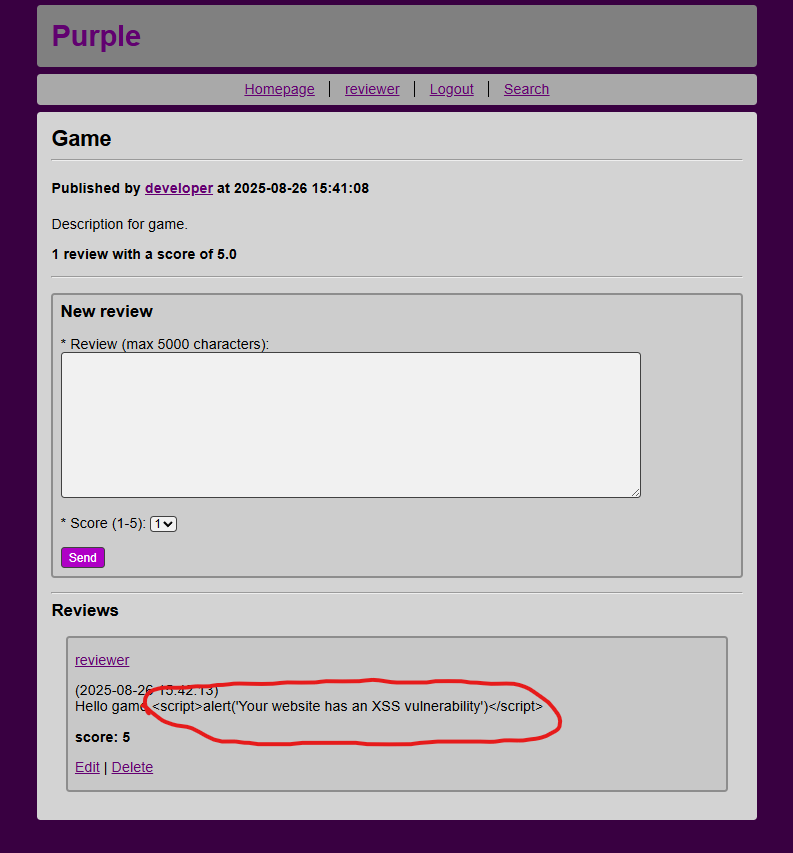 Purple
Homepage | reviewer | Logout | Search
Game
Published by developer at 2025-08-26 15:41:08
Description for game.
1 review with a score of 5.0
New review
* Review (max 5000 characters):
* Score (1-5): 1
Send
Reviews
reviewer
(2025-08-26 15:42:13)
Hello game <script>alert('Your website has an XSS vulnerability')</script>
score: 5
Edit | Delete